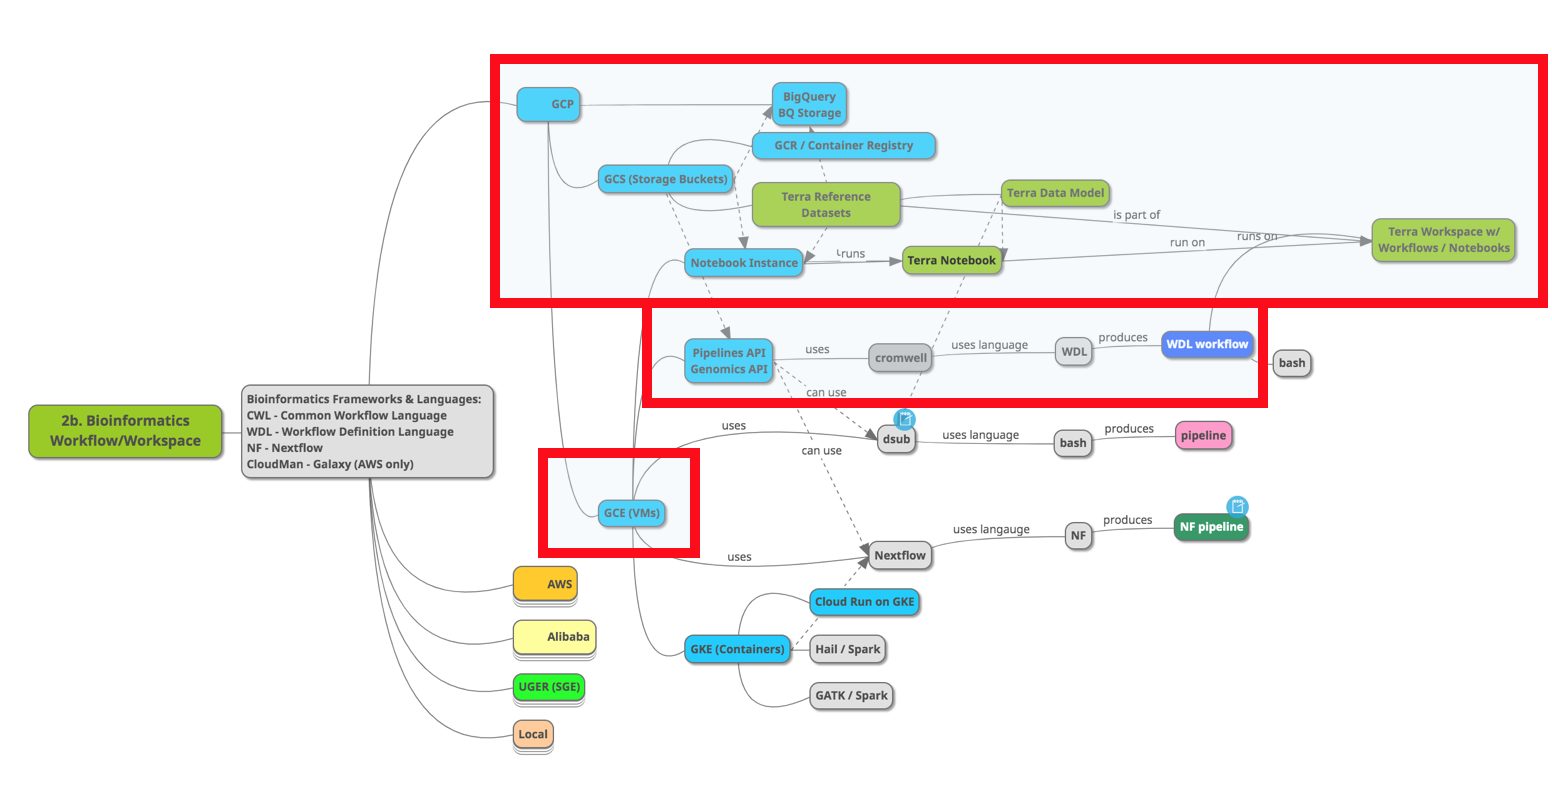 GCP
BigQuery
BQ Storage
GCR / Container Registry
GCS (Storage Buckets)
Terra Reference
Datasets
Terra Data Model
is part of
Terra Workspace w/
Workflows / Notebooks
runs on
run on
Notebook Instance
runs
Terra Notebook
Pipelines API
Genomics API
uses
cromwell
uses language
WDL
produces
WDL workflow
bash
can use
2b. Bioinformatics
Workflow/Workspace
Bioinformatics Frameworks & Languages:
CWL - Common Workflow Language
WDL - Workflow Definition Language
NF - Nextflow
CloudMan - Galaxy (AWS only)
uses
dsub
uses language
bash
produces
pipeline
can use
GCE (VMs)
uses
Nextflow
uses langauge
NF
produces
NF pipeline
AWS
Cloud Run on GKE
Alibaba
GKE (Containers)
Hail / Spark
UGER (SGE)
GATK / Spark
Local